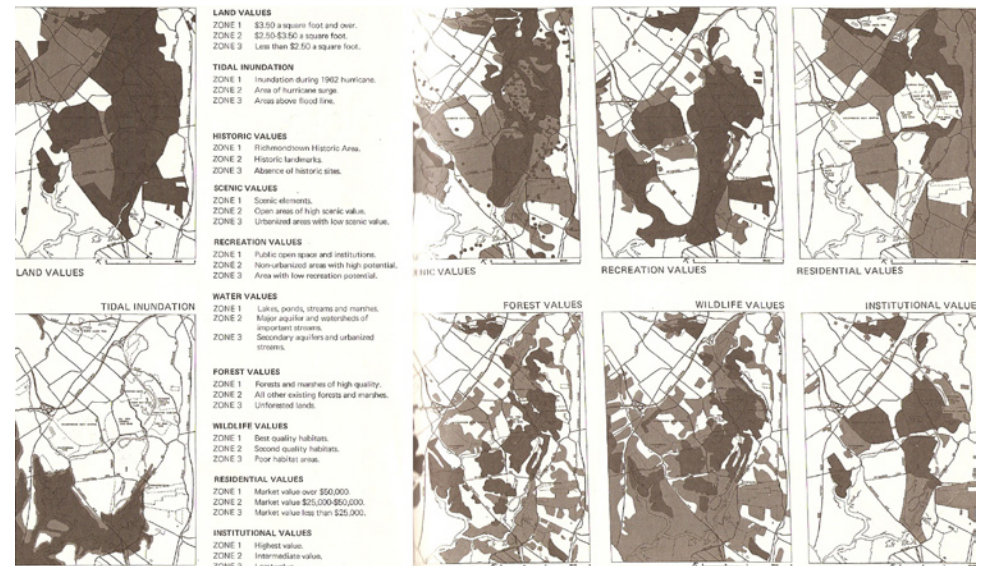 LAND VALUES
ZONE 1 $3.50 a square foot and over.
ZONE 2 $2.50-$3.50 a square foot.
ZONE 3 Less than $2.50 a square foot.
TIDAL INUNDATION
ZONE 1 Inundation during 1962 hurricane.
ZONE 2 Area of hurricane surge.
ZONE 3 Areas above flood line.
HISTORIC VALUES
ZONE 1 Richmondtown Historic Area.
ZONE 2 Historic landmarks.
ZONE 3 Absence of historic sites.
SCENIC VALUES
ZONE 1 Scenic elements.
ZONE 2 Open areas of high scenic value.
ZONE 3 Urbanized areas with low scenic value.
RECREATION VALUES
ZONE 1 Public open space and institutions.
ZONE 2 Non-urbanized areas with high potential.
ZONE 3 Area with low recreation potential.
WATER VALUES
ZONE 1 Lakes, ponds, streams and marshes.
ZONE 2 Major aquifer and watersheds of
important streams.
ZONE 3 Secondary aquifers and urbanized
streams.
FOREST VALUES
ZONE 1 Forests and marshes of high quality.
ZONE 2 All other existing forests and marshes.
ZONE 3 Unforested lands.
WILDLIFE VALUES
ZONE 1 Best quality habitats.
ZONE 2 Second quality habitats.
ZONE 3 Poor habitat areas.
RESIDENTIAL VALUES
ZONE 1 Market value over $50,000.
ZONE 2 Market value $25,000-$50,000.
ZONE 3 Market value less than $25,000.
INSTITUTIONAL VALUES
ZONE 1 Highest value.
ZONE 2 Intermediate value.
ZONE 3
LAND VALUES
TIDAL INUNDATION
NIC VALUES
RECREATION VALUES
RESIDENTIAL VALUES
FOREST VALUES
WILDLIFE VALUES
INSTITUTIONAL VALUE